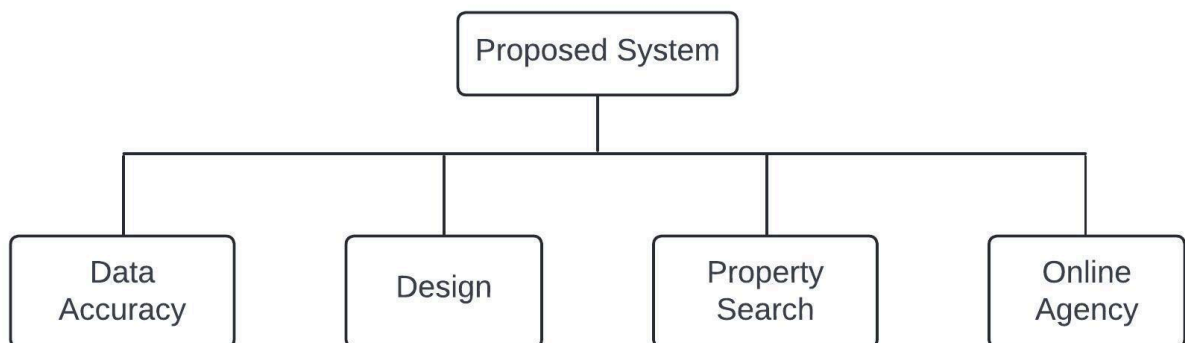 Proposed System
Data
Accuracy
Design
Property
Search
Online
Agency